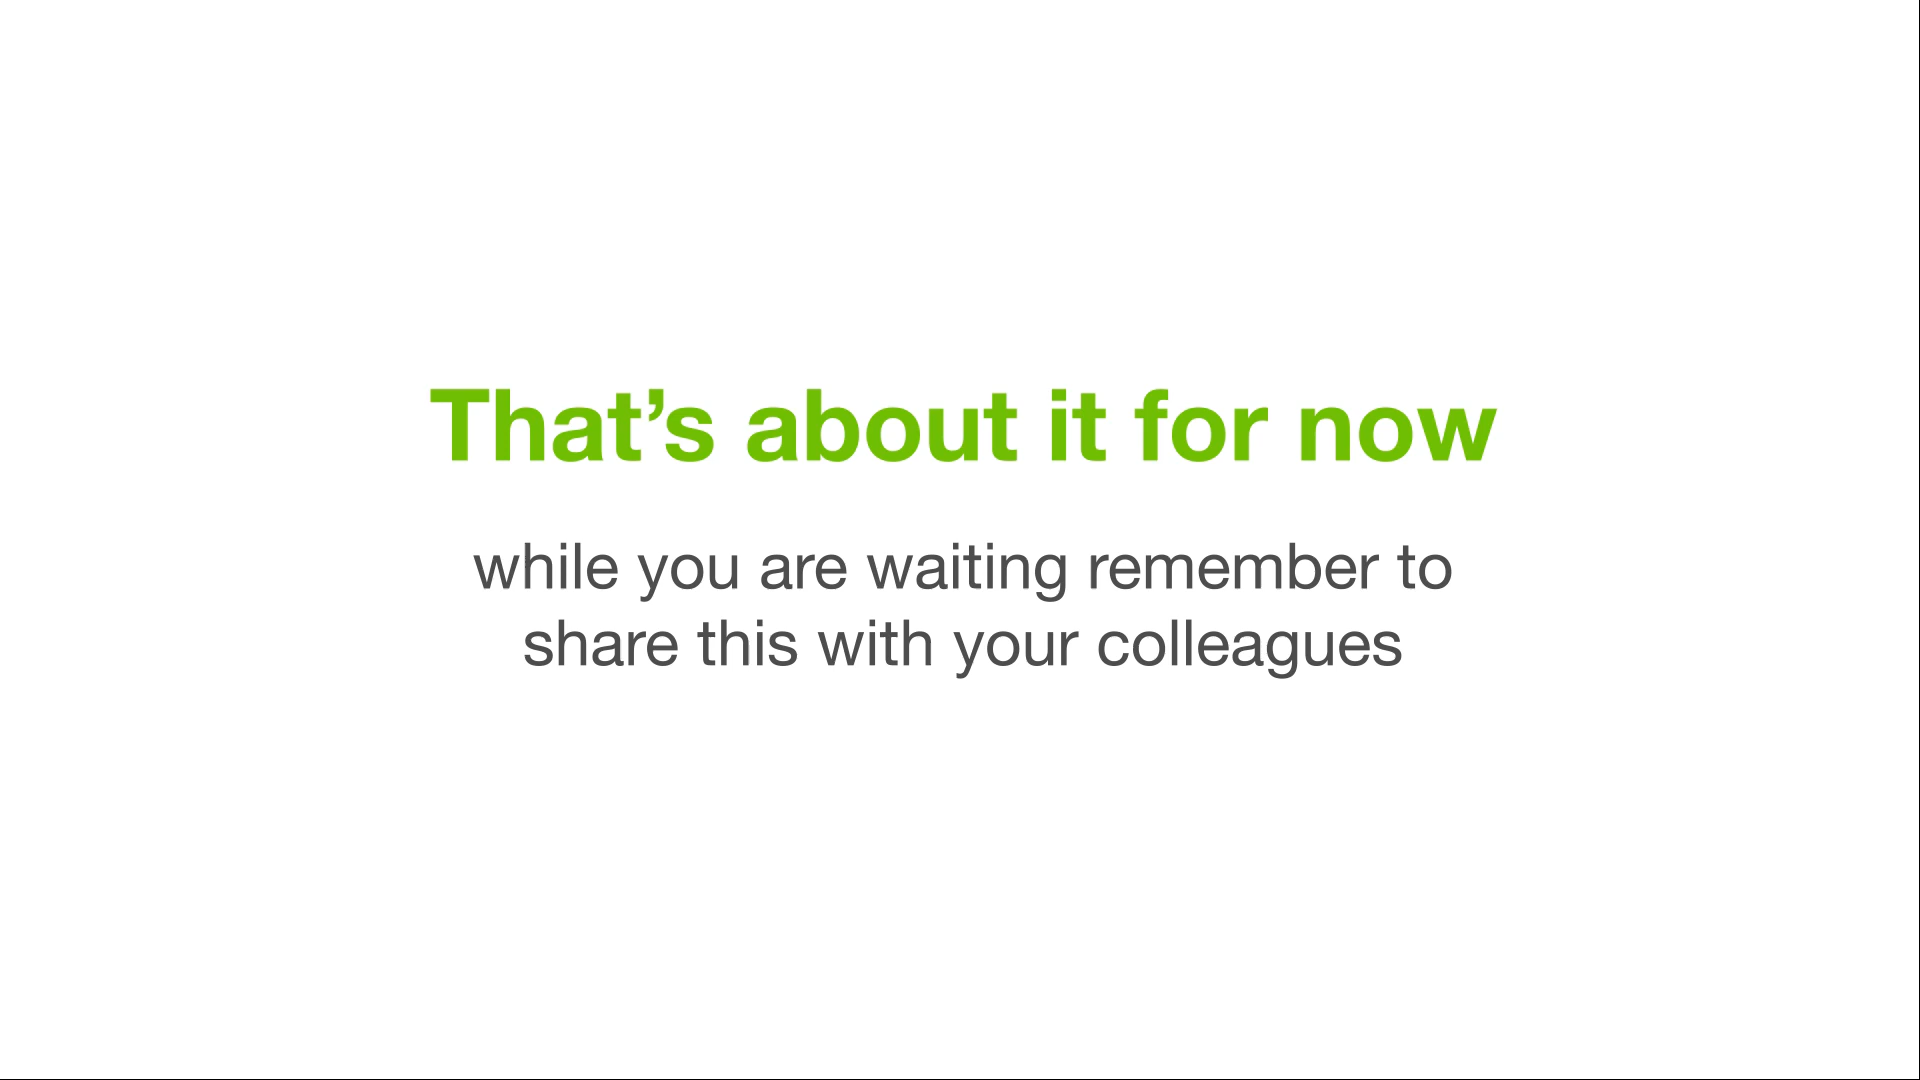 That’s about it for now
while you are waiting remember to
share this with your colleagues